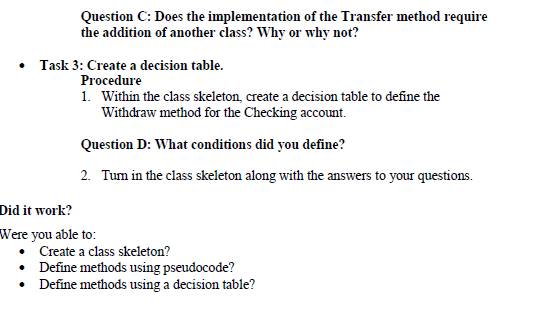 Question C: Does the implementation of the Transfer method require
the addition of another class? Why or why not?
• Task 3: Create a decision table.
Procedure
1. Within the class skeleton, create a decision table to define the
Withdraw method for the Checking account.
Question D: What conditions did you define?
2. Turn in the class skeleton along with the answers to your questions.
Did it work?
Were you able to:
• Create a class skeleton?
• Define methods using pseudocode?
• Define methods using a decision table?